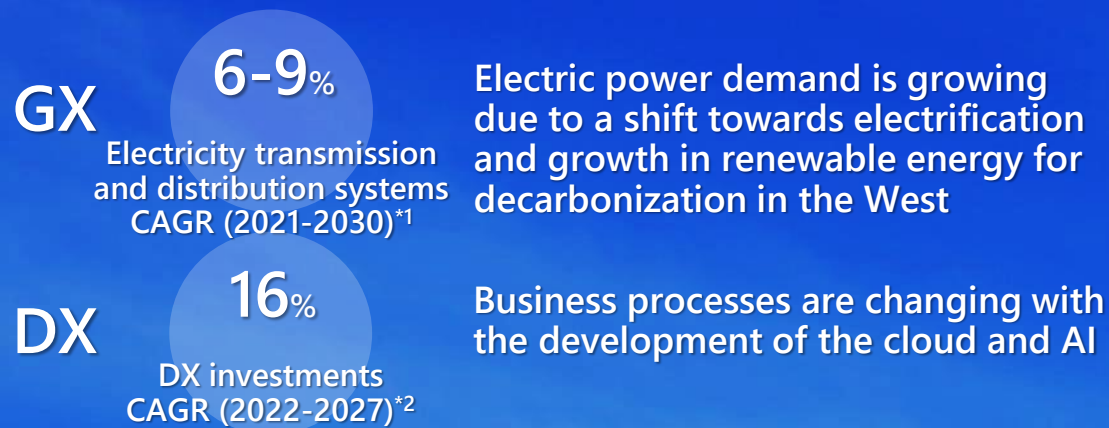 GX
6-9%
Electricity transmission
and distribution systems
CAGR (2021-2030)*1
Electric power demand is growing
due to a shift towards electrification
and growth in renewable energy for
decarbonization in the West
DX
16%
DX investments
CAGR (2022-2027)*2
Business processes are changing with
the development of the cloud and AI